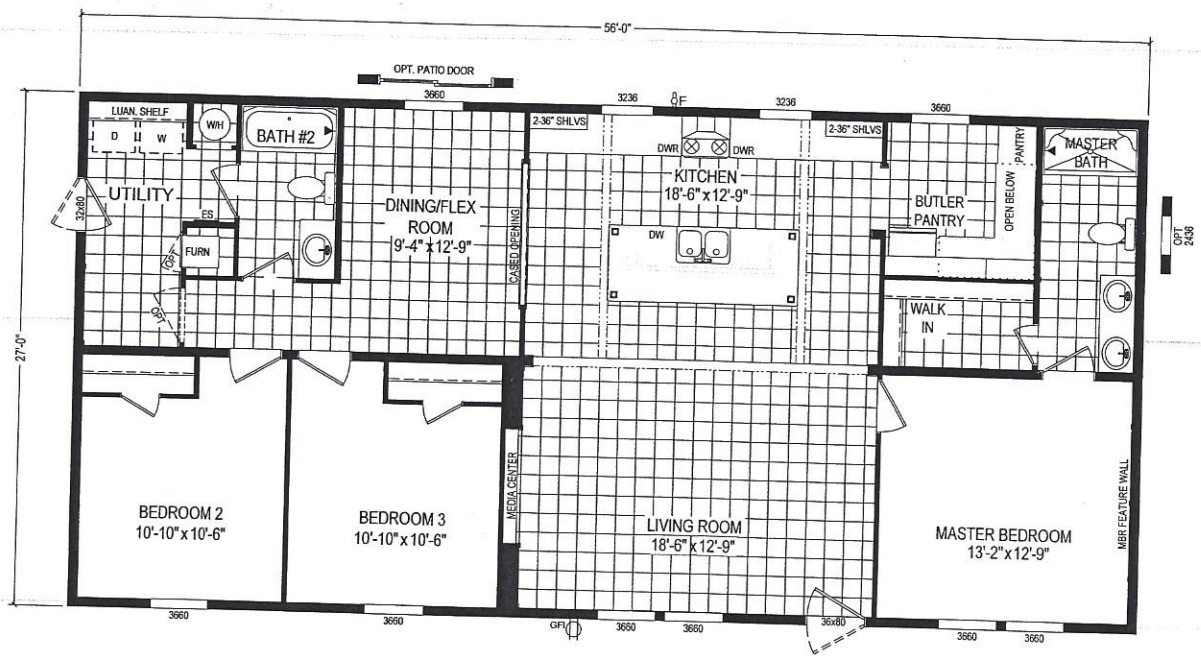 56'-0"
OPT. PATIO DOOR
3660
3236
F
3236
3660
LUAN. SHELF
D
W
W/H
BATH #2
2-36" SHLVS
DWR
DWR
2-36" SHLVS
PANTRY
MASTER
BATH
UTILITY
32x80
ES
FURN
OPT
OPT
DINING/FLEX
ROOM
9'-4" x 12'-9"
CASED OPENING
KITCHEN
18'-6" x 12'-9"
DW
BUTLER
PANTRY
OPEN BELOW
OPT
2436
WALK
IN
27'-0"
BEDROOM 2
10'-10" x 10'-6"
BEDROOM 3
10'-10" x 10'-6"
MEDIA CENTER
LIVING ROOM
18'-6" x 12'-9"
MASTER BEDROOM
13'-2" x 12'-9"
MBR FEATURE WALL
3660
3660
GFI
3660
3660
36x80
3660
3660